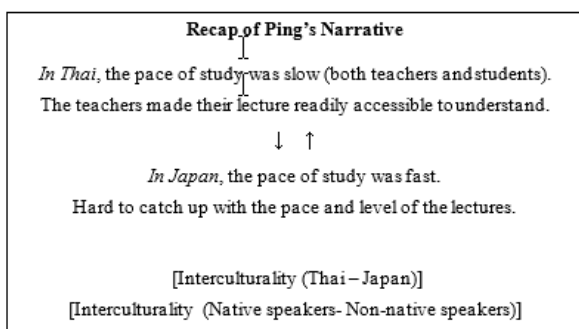 Recap of Ping's Narrative
In Thai, the pace of study was slow (both teachers and students).
The teachers made their lecture readily accessible to understand.
↓ ↑
In Japan, the pace of study was fast.
Hard to catch up with the pace and level of the lectures.
[Interculturality (Thai – Japan)]
[Interculturality (Native speakers- Non-native speakers)]